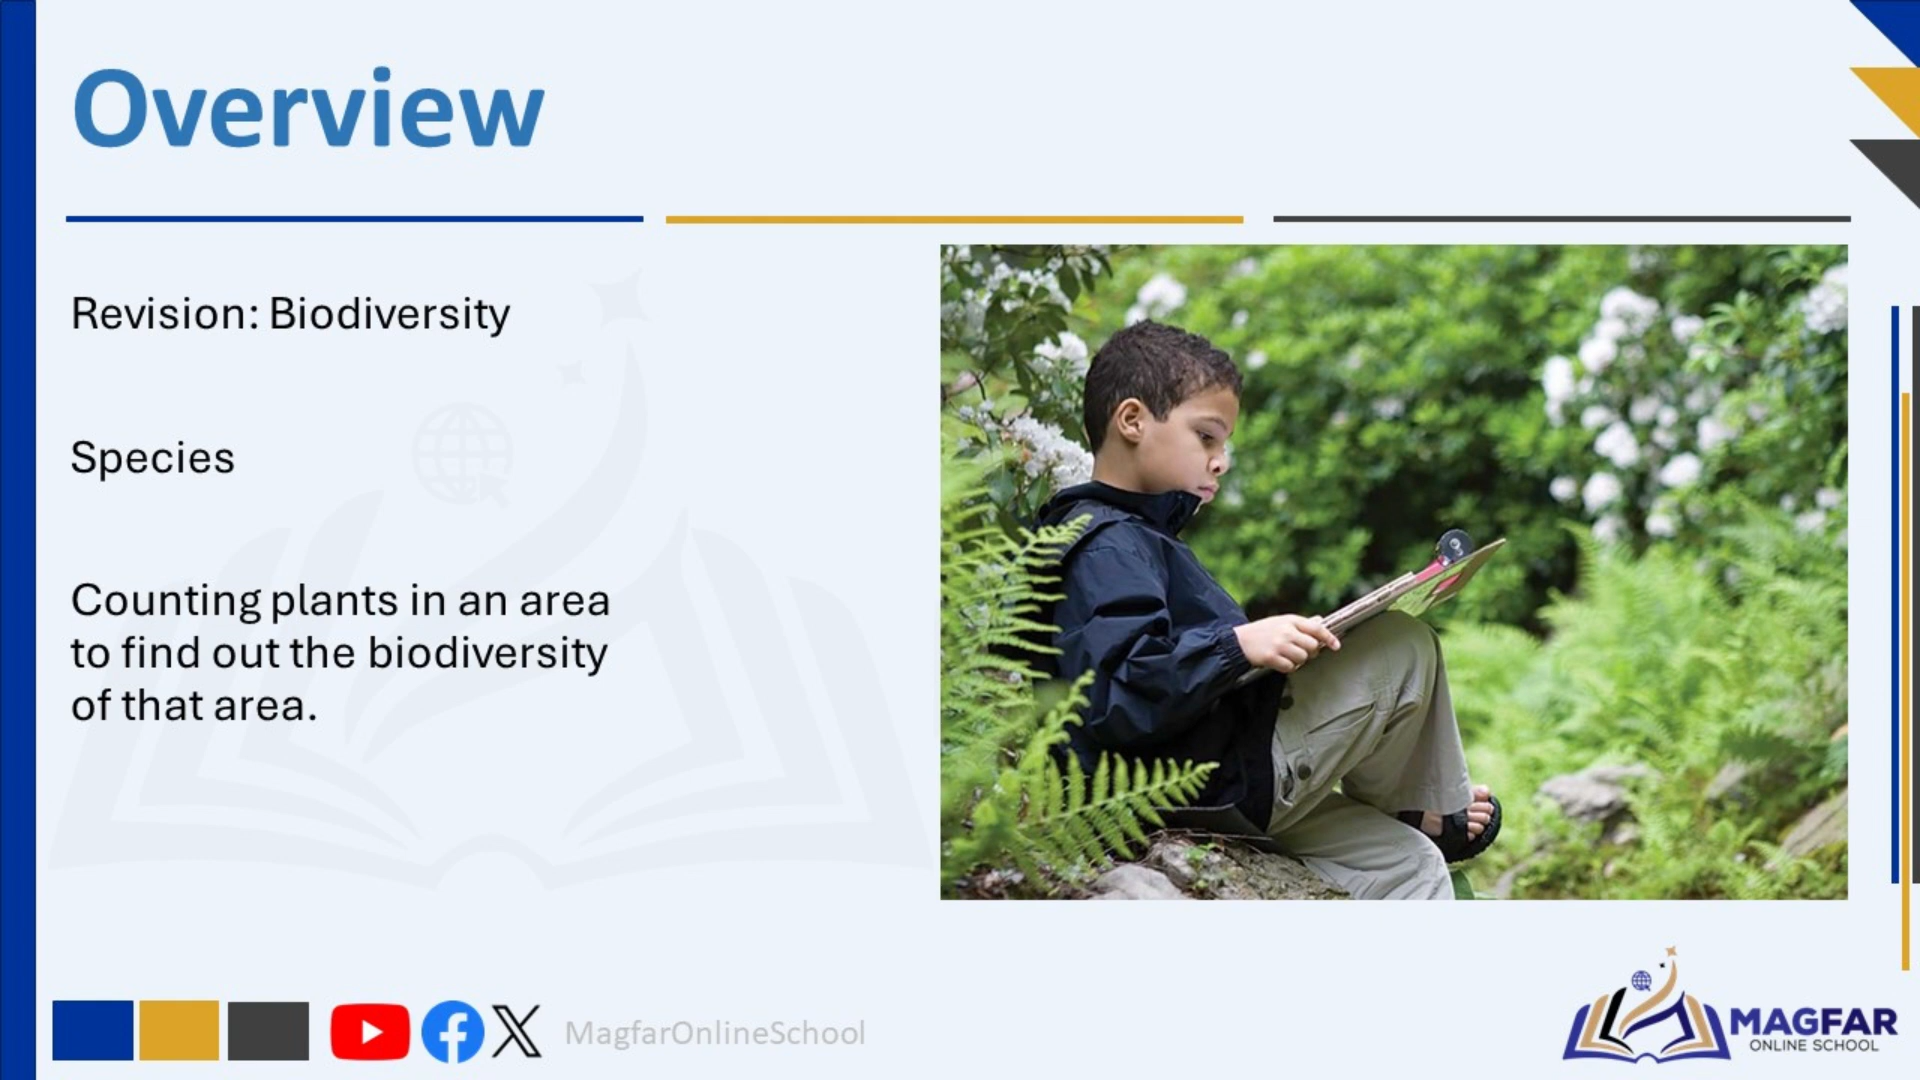 Overview
Revision: Biodiversity
Species
Counting plants in an area
to find out the biodiversity
of that area.
MagfarOnlineSchool
MAGFAR
ONLINE SCHOOL